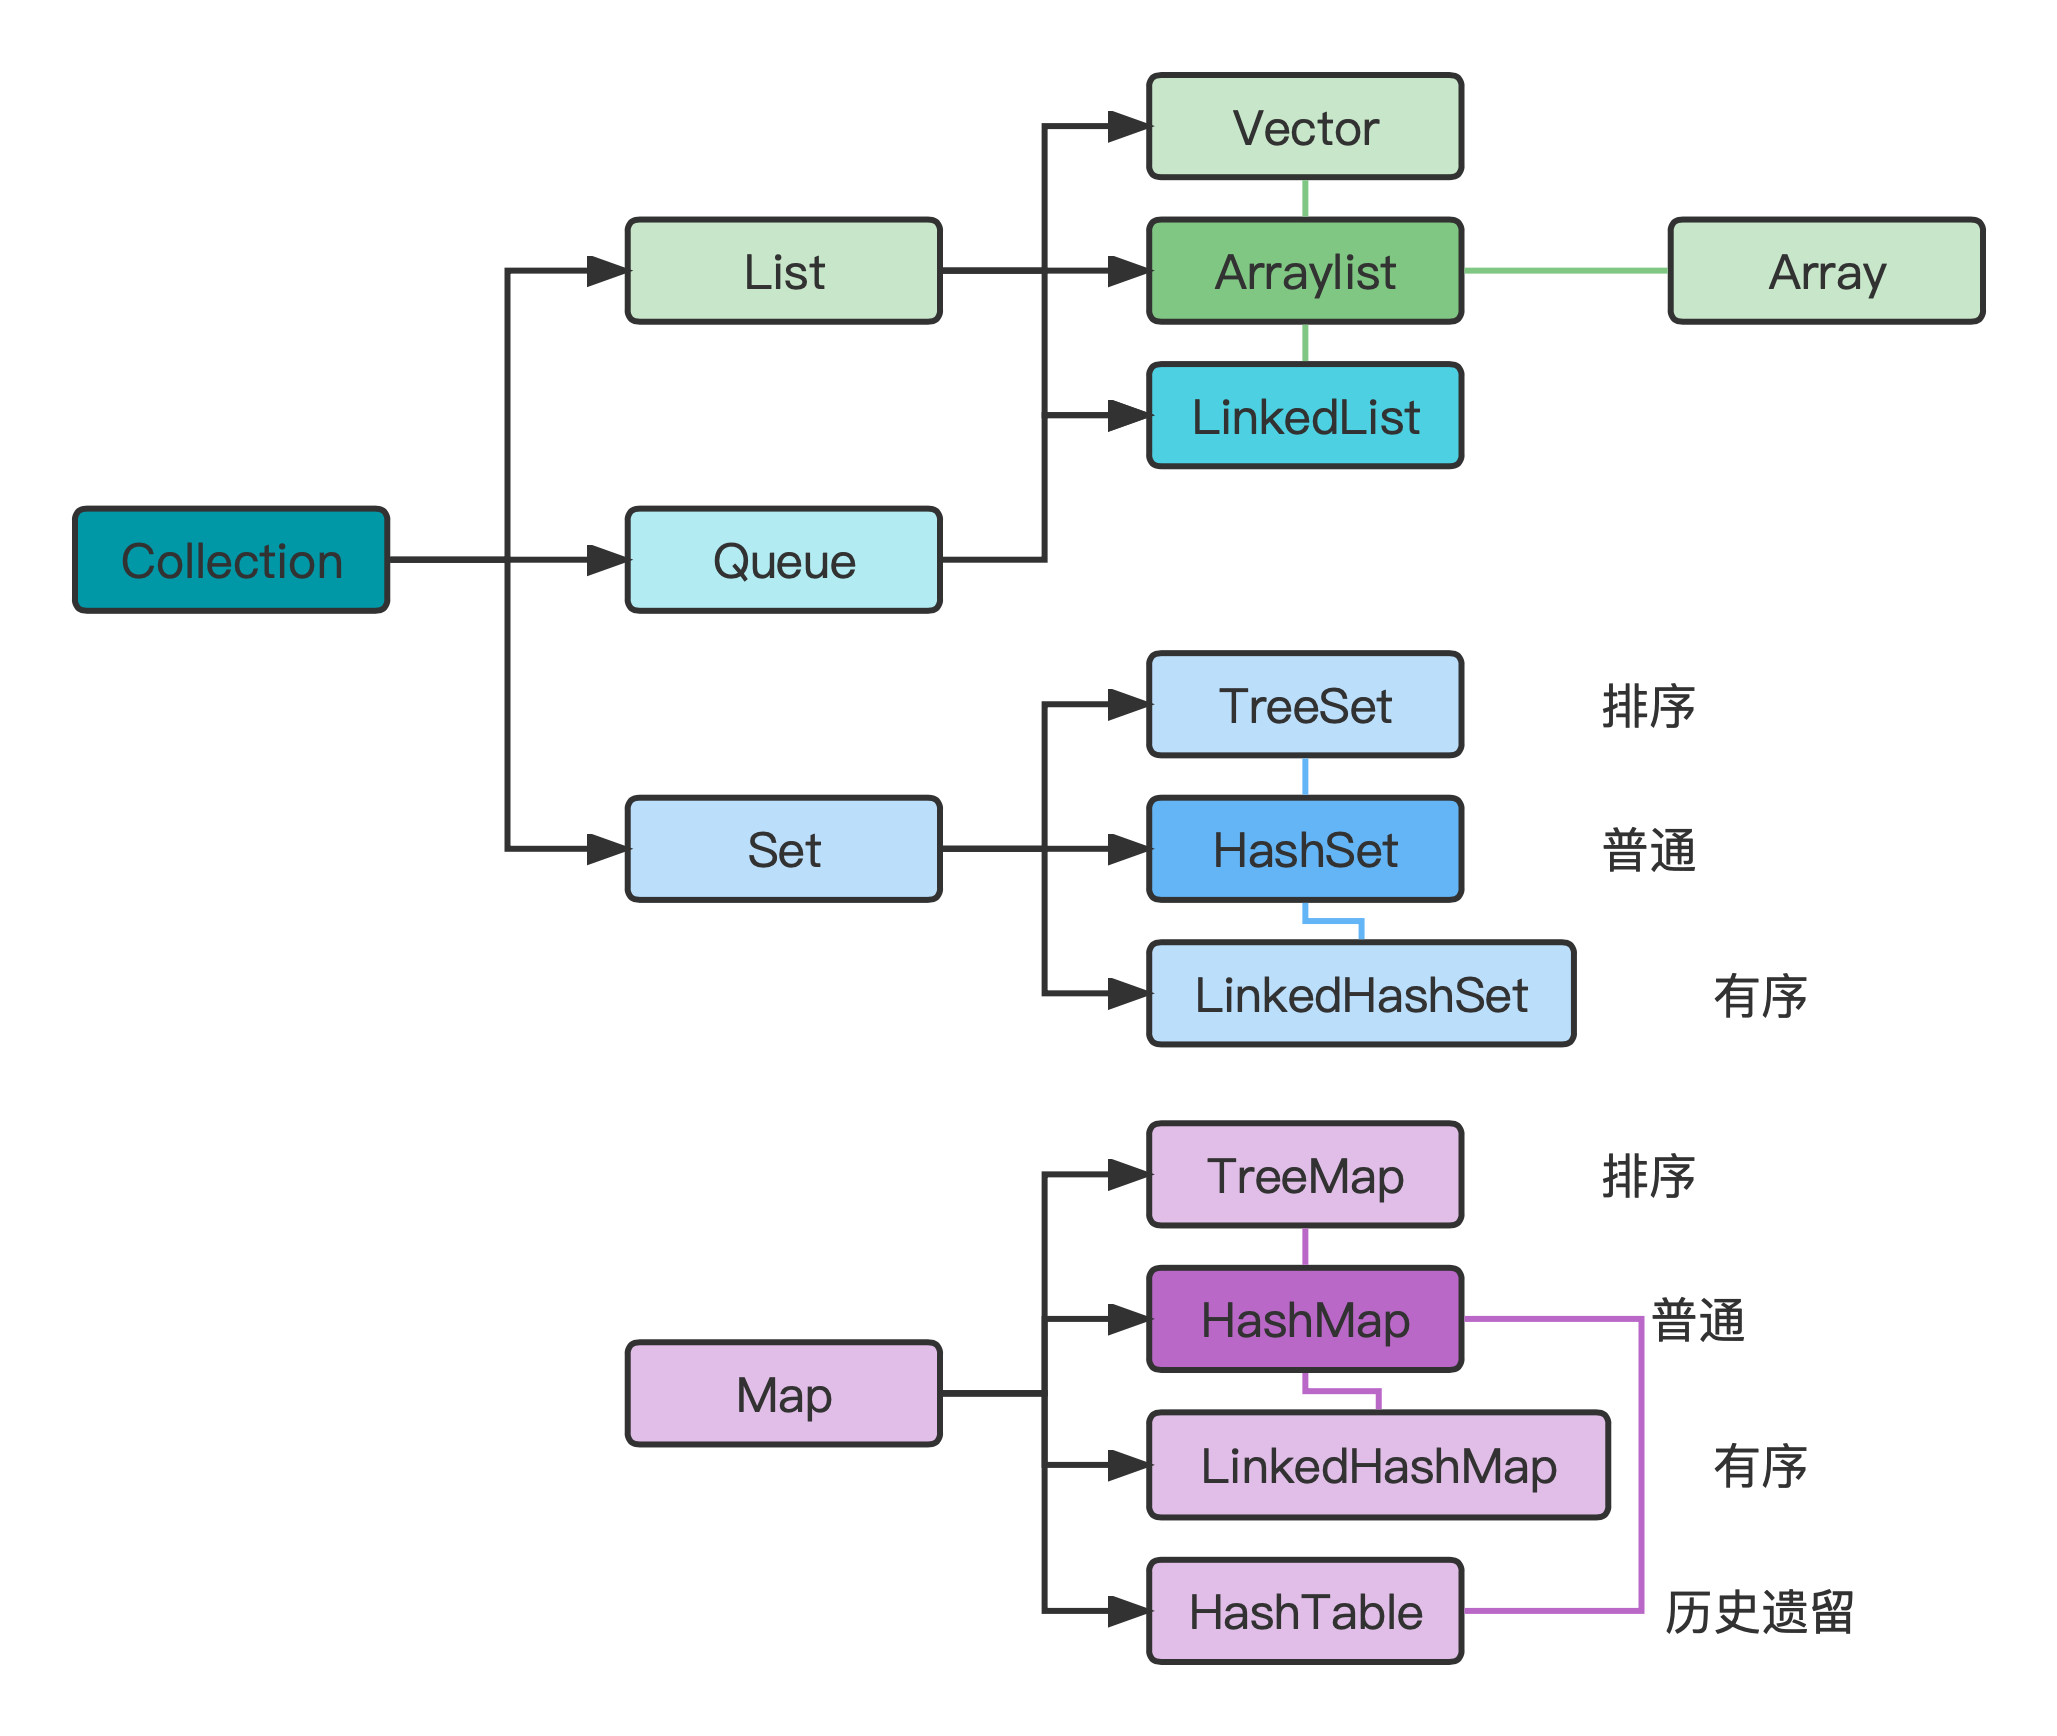 Vector
List
Arraylist
Array
LinkedList
Collection
Queue
TreeSet
排序
Set
HashSet
普通
LinkedHashSet
有序
TreeMap
排序
HashMap
普通
Map
LinkedHashMap
有序
HashTable
历史遗留